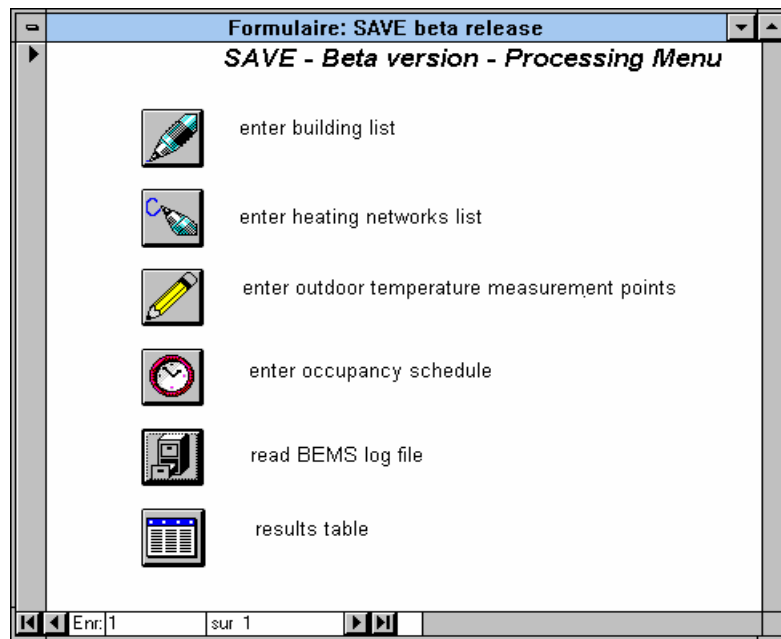 Formulaire: SAVE beta release
SAVE - Beta version - Processing Menu
enter building list
enter heating networks list
enter outdoor temperature measurement points
enter occupancy schedule
read BEMS log file
results table
Enr: 1 sur 1